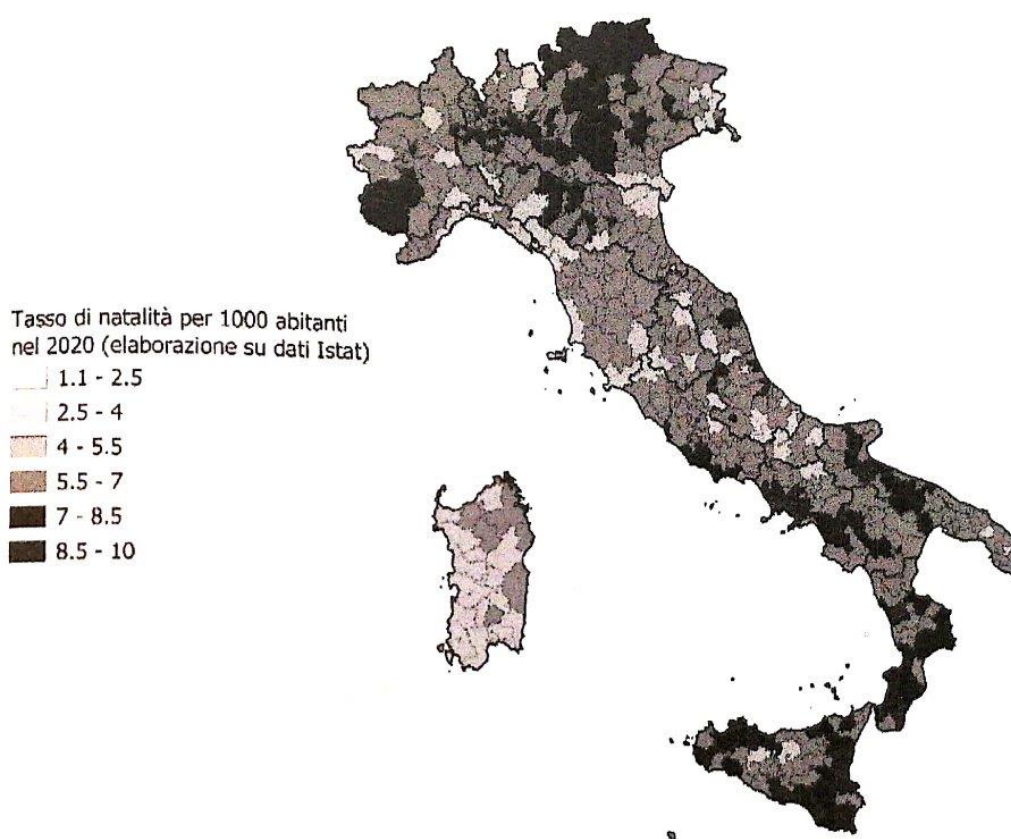 Tasso di natalità per 1000 abitanti
nel 2020 (elaborazione su dati Istat)
1.1 - 2.5
2.5 - 4
4 - 5.5
5.5 - 7
7 - 8.5
8.5 - 10